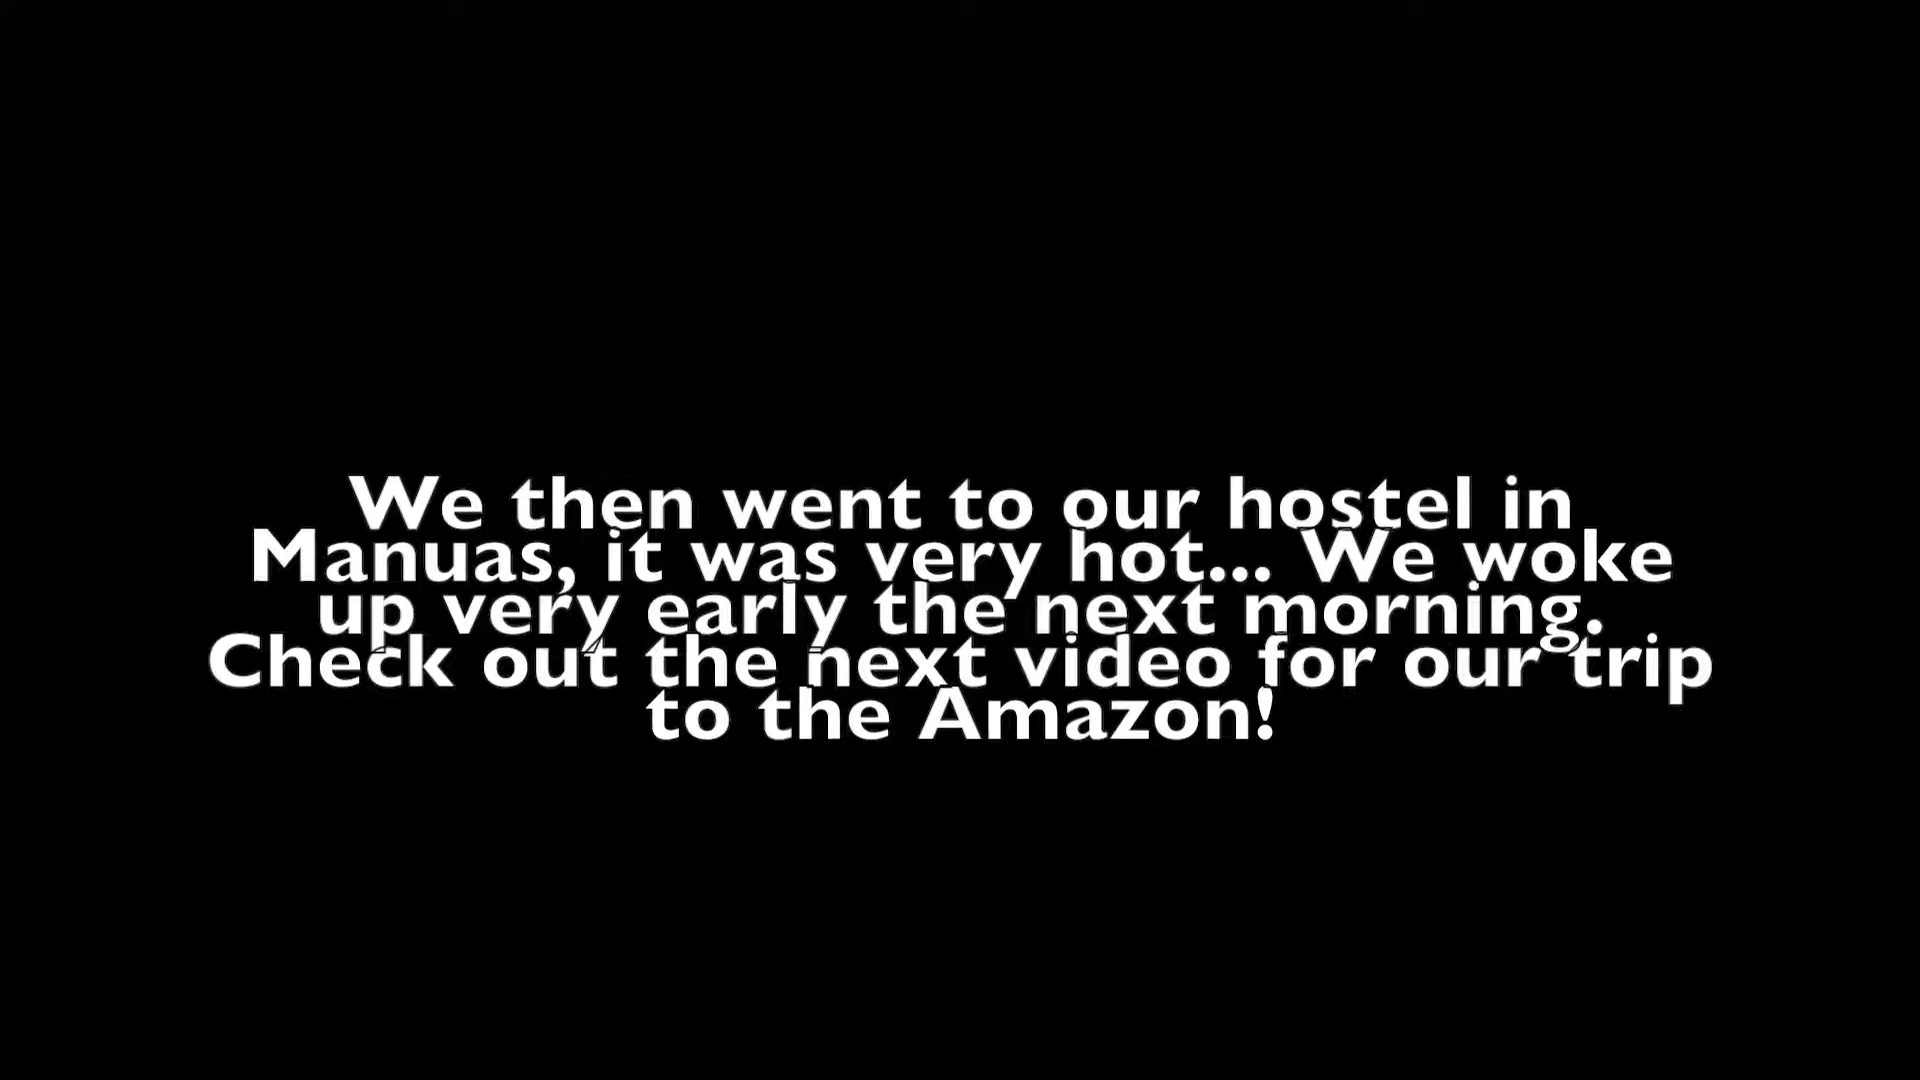 We then went to our hostel in
Manuas, it was very hot... We woke
up very early the next morning.
Check out the next video for our trip
to the Amazon!